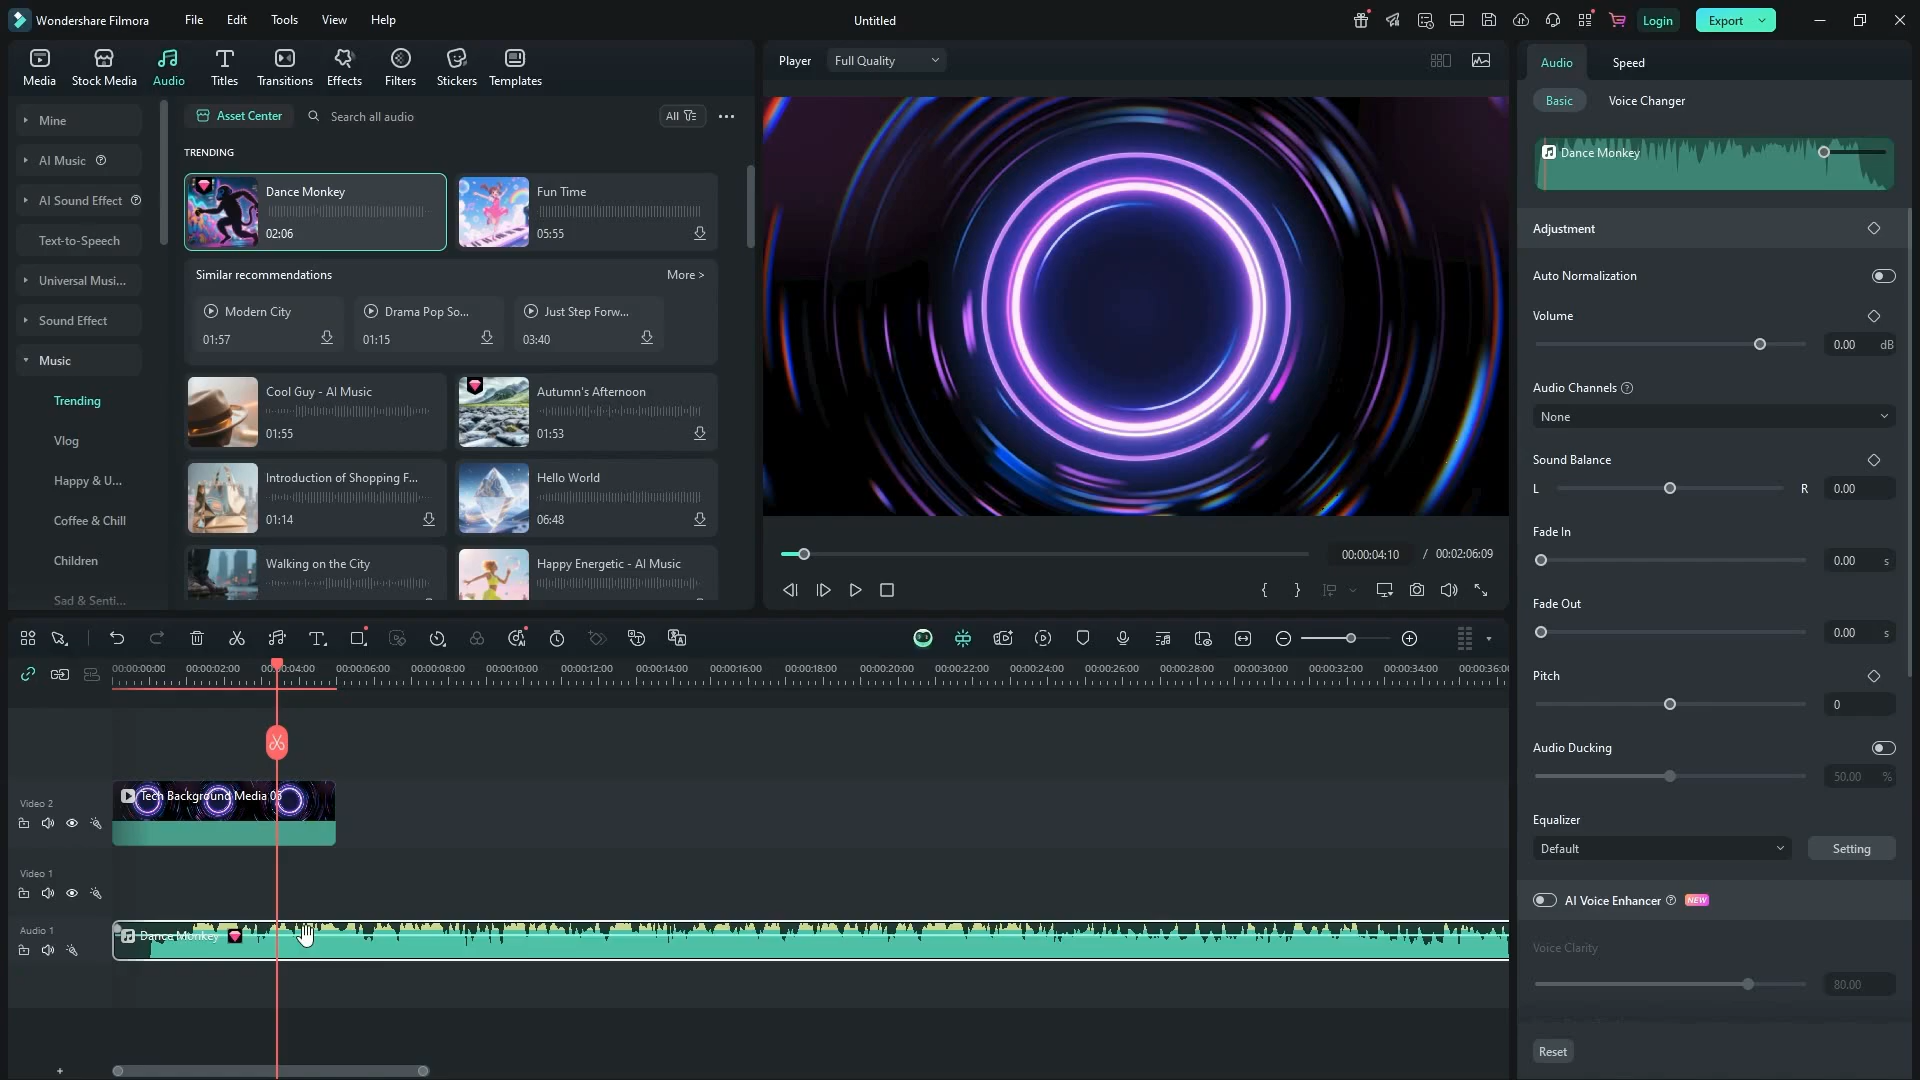 Wondershare Filmora
File
Edit
Tools
View
Help
Untitled
Login
Export
Media
Stock Media
Audio
Titles
Transitions
Effects
Filters
Stickers
Templates
Mine
AI Music
AI Sound Effect
Text-to-Speech
Universal Musi...
Sound Effect
Music
Trending
Vlog
Happy & U...
Coffee & Chill
Children
Sad & Senti...
Asset Center
Search all audio
All
TRENDING
Dance Monkey
02:06
Fun Time
05:55
Similar recommendations
More >
Modern City
01:57
Drama Pop So...
01:15
Just Step Forw...
03:40
Cool Guy - AI Music
01:55
Autumn's Afternoon
01:53
Introduction of Shopping F...
01:14
Hello World
06:48
Walking on the City
Happy Energetic - AI Music
Player
Full Quality
00:00:04:10 / 00:02:06:09
Audio
Speed
Basic
Voice Changer
Dance Monkey
Adjustment
Auto Normalization
Volume
0.00 dB
Audio Channels
None
Sound Balance
L
R
0.00
Fade In
0.00 s
Fade Out
0.00 s
Pitch
0
Audio Ducking
50.00 %
Equalizer
Default
Setting
AI Voice Enhancer
NEW
Voice Clarity
80.00
Reset
00:00:00:00
00:00:02:00
00:00:04:00
00:00:06:00
00:00:08:00
00:00:10:00
00:00:12:00
00:00:14:00
00:00:16:00
00:00:18:00
00:00:20:00
00:00:22:00
00:00:24:00
00:00:26:00
00:00:28:00
00:00:30:00
00:00:32:00
00:00:34:00
00:00:36:0
Video 2
Tech Background Media 03
Video 1
Audio 1
Dance Monkey